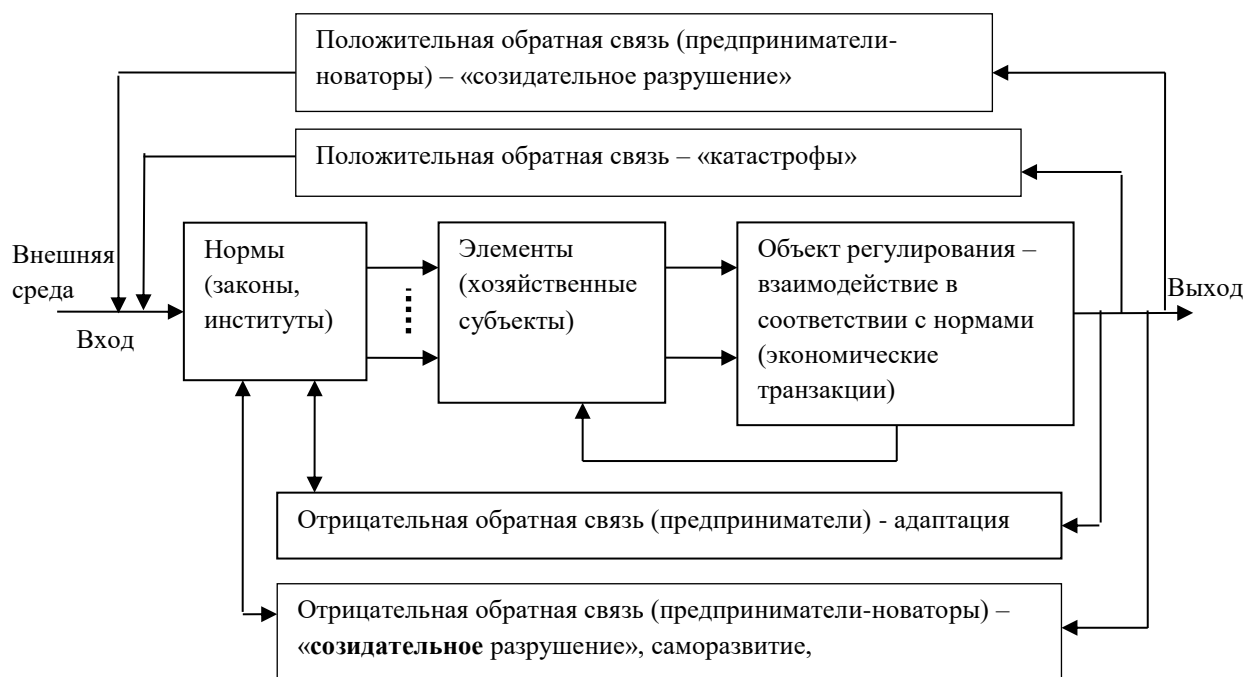 Положительная обратная связь (предприниматели-
новаторы) – «созидательное разрушение»
Положительная обратная связь – «катастрофы»
Внешняя
среда
Вход
Нормы
(законы,
институты)
Элементы
(хозяйственные
субъекты)
Объект регулирования –
взаимодействие в
соответствии с нормами
(экономические
транзакции)
Выход
Отрицательная обратная связь (предприниматели) - адаптация
Отрицательная обратная связь (предприниматели-новаторы) –
«созидательное разрушение», саморазвитие,